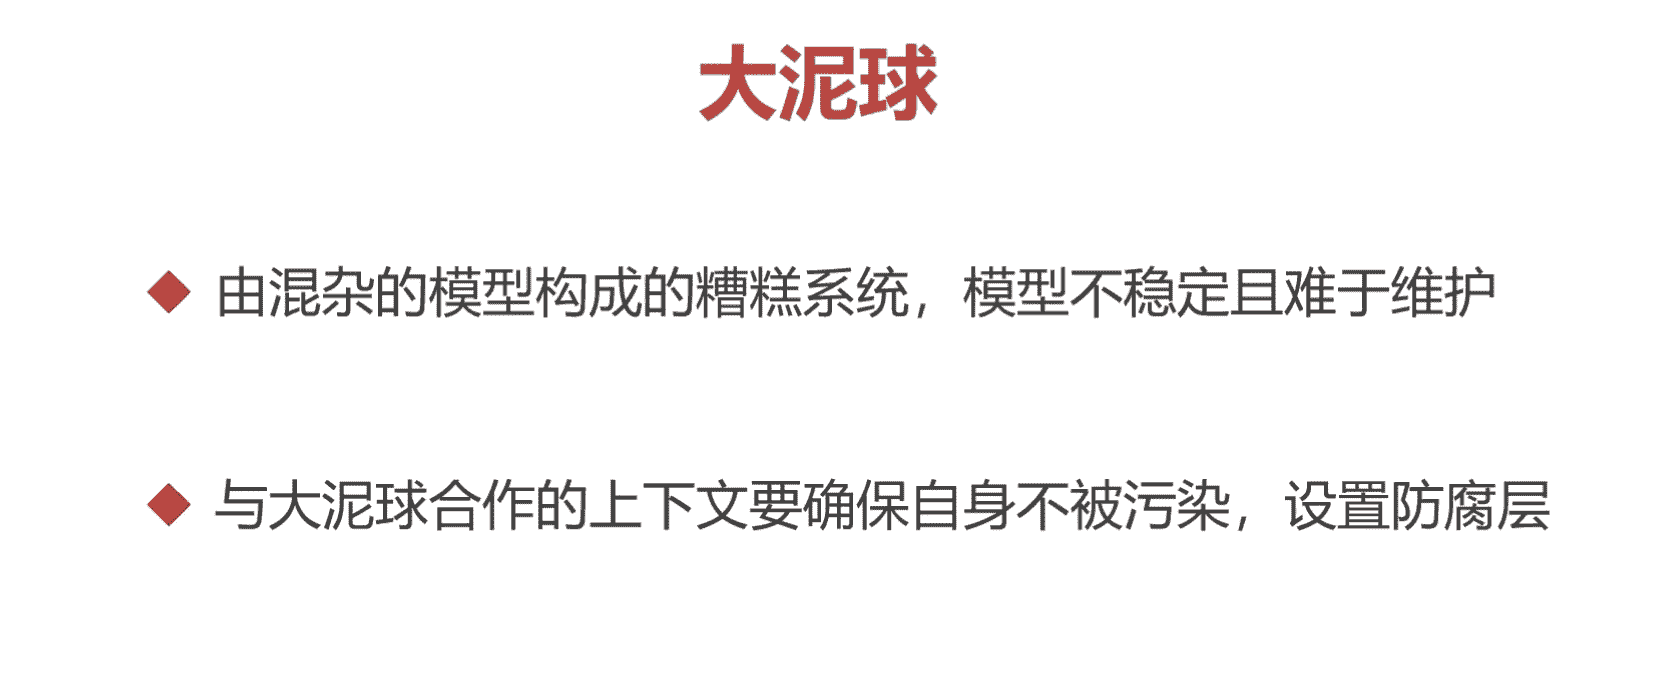 大泥球
由混杂的模型构成的糟糕系统，模型不稳定且难于维护
与大泥球合作的上下文要确保自身不被污染，设置防腐层